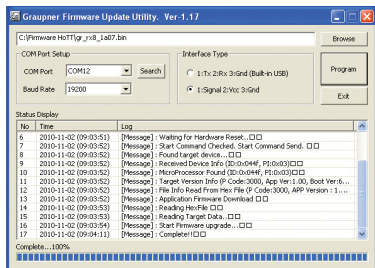 Graupner Firmware Update Utility. Ver-1.17
C:\Firmware HoTT\gr_rx8_1a07.bin
Browse
COM Port Setup
COM Port COM12 Search
Baud Rate 19200
Interface Type
1:Tx 2:Rx 3:Gnd (Built-in USB)
1:Signal 2:Vcc 3:Gnd
Program
Exit
Status Display
No Time Log
6 2010-11-02 (09:03:51) [Message] : Waiting for Hardware Reset..□□
7 2010-11-02 (09:03:52) [Message] : Start Command Checked. Start Command Send. □□
8 2010-11-02 (09:03:52) [Message] : Found target device...□□
9 2010-11-02 (09:03:52) [Message] : Received Device Info (ID:0x044f, PI:0x03)□□
10 2010-11-02 (09:03:52) [Message] : MicroProcessor Found (ID:0x044f, PI:0x03)□□
11 2010-11-02 (09:03:52) [Message] : Target Version Info (P Code:3000, App Ver:1.00, Boot Ver:6...
12 2010-11-02 (09:03:52) [Message] : File Info Read From Hex File (P Code:3000, APP Version : 1....
13 2010-11-02 (09:03:52) [Message] : Application Firmware Download □□
14 2010-11-02 (09:03:53) [Message] : Reading HexFile □□
15 2010-11-02 (09:03:53) [Message] : Reading Target Data...□□
16 2010-11-02 (09:03:54) [Message] : Start Firmware upgrade...□□
17 2010-11-02 (09:04:11) [Message] : Complete!!□□
Complete...100%